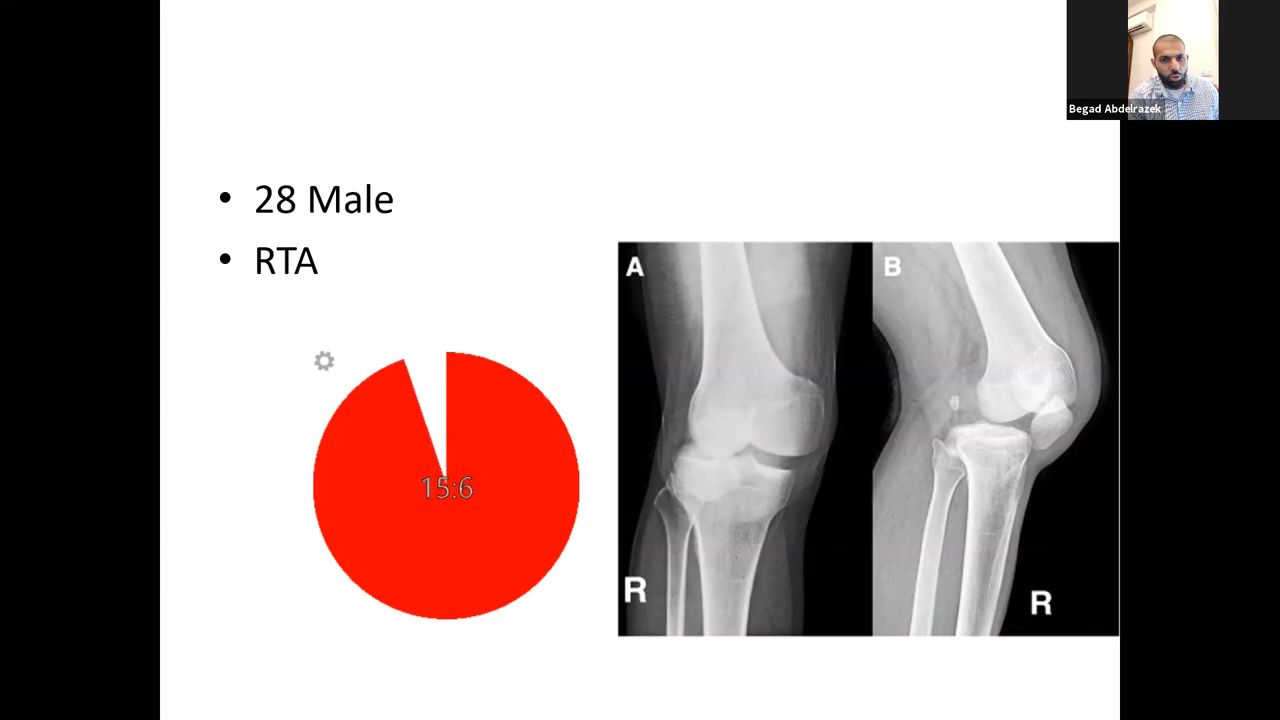 Begad Abdelrazek
• 28 Male
• RTA
15:6
A
B
R
R